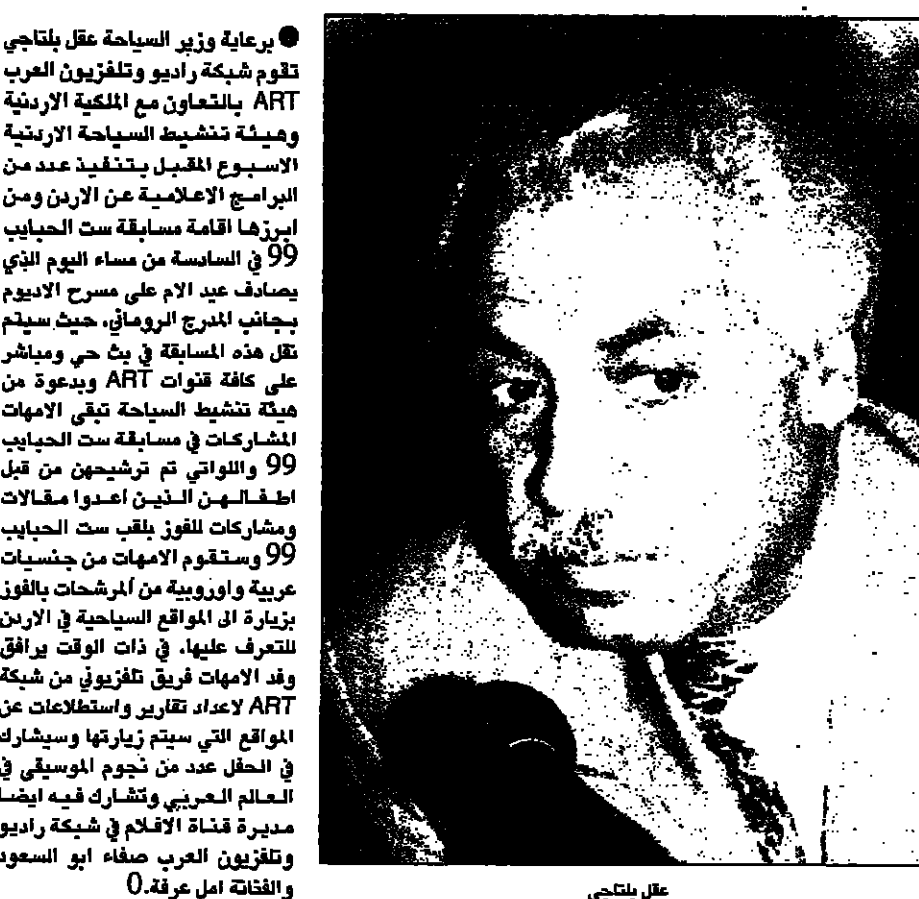 ● برعاية وزير السياحة عقل بلتاجي
تقوم شبكة راديو وتلفزيون العرب
ART بالتعاون مع الملكية الاردنية
وهيئة تنشيط السياحة الاردنية
الاسبوع المقبل بتنفيذ عدد من
البرامج الاعلامية عن الاردن ومن
ابرزها اقامة مسابقة ست الحبايب
99 في السادسة من مساء اليوم الذي
يصادف عيد الام على مسرح الاديوم
بجانب المدرج الروماني، حيث سيتم
نقل هذه المسابقة في بث حي ومباشر
على كافة قنوات ART وبدعوة من
هيئة تنشيط السياحة تبقى الامهات
المشاركات في مسابقة ست الحبايب
99 واللواتي تم ترشيحهن من قبل
اطفالهن الذين اعدوا مقالات
ومشاركات للفوز بلقب ست الحبايب
99 وستقوم الامهات من جنسيات
عربية واوروبية من المرشحات بالفوز
بزيارة الى المواقع السياحية في الاردن
للتعرف عليها، في ذات الوقت يرافق
وفد الامهات فريق تلفزيوني من شبكة
ART لاعداد تقارير واستطلاعات عن
المواقع التي سيتم زيارتها وسيشارك
في الحفل عدد من نجوم الموسيقى في
العالم العربي وتشارك فيه ايضا
مديرة قناة الافلام في شبكة راديو
وتلفزيون العرب صفاء ابو السعود
والفنانة امل عرفة.0
عقل بلتاجي